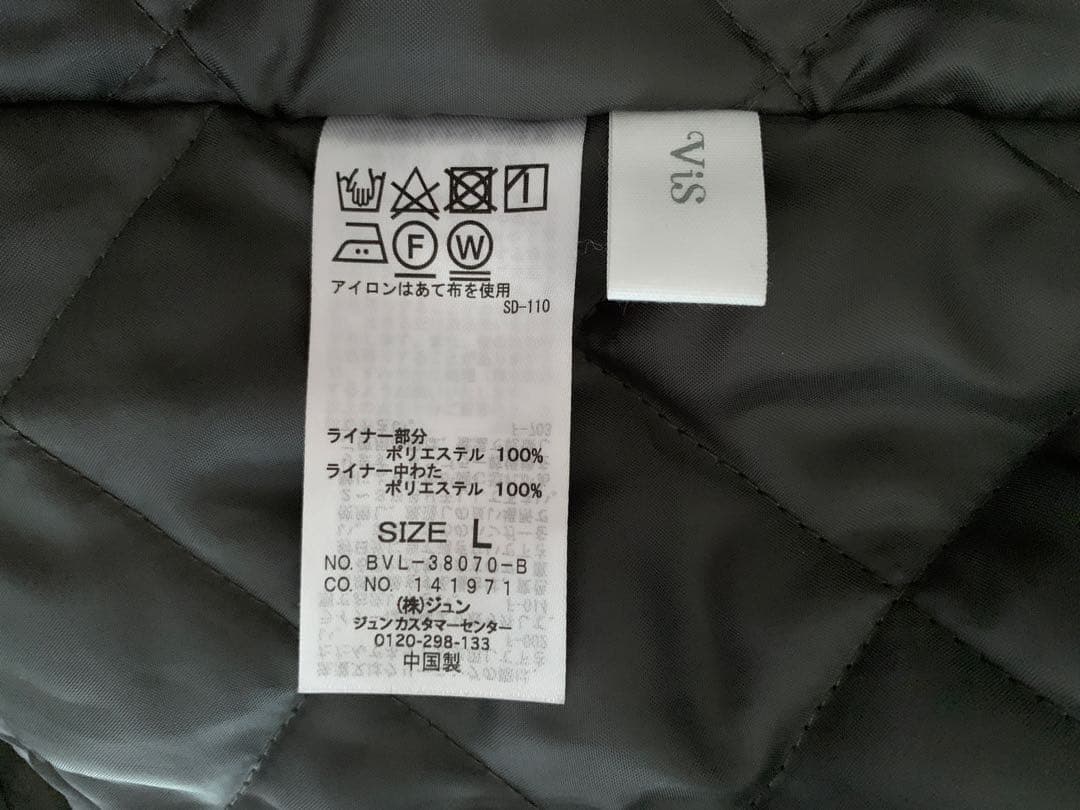 F W
アイロンはあて布を使用
SD-110
ライナー部分
ポリエステル 100%
ライナー中わた
ポリエステル 100%
SIZE L
NO. BVL-38070-B
CO. NO. 141971
(株)ジュン
ジュンカスタマーセンター
0120-298-133
中国製
ViS
F-703
F-014
F-002